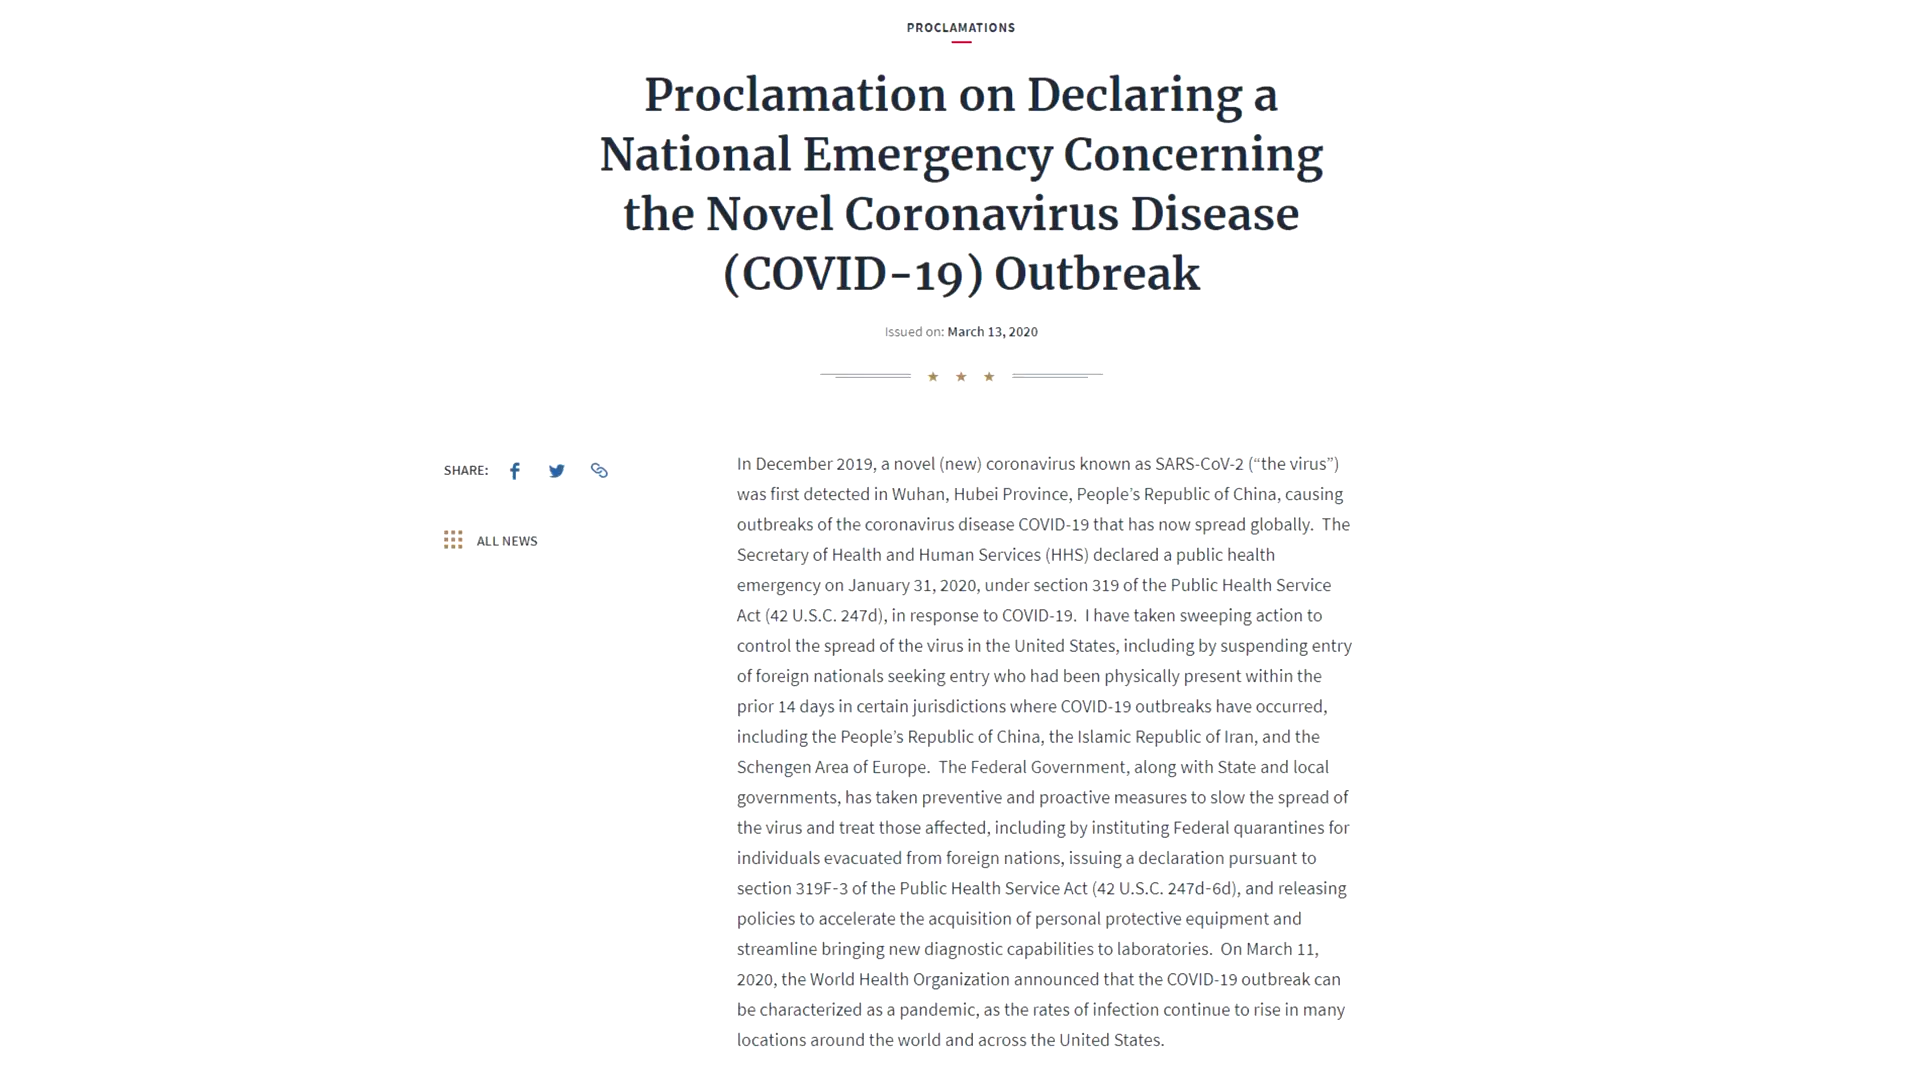 PROCLAMATIONS
Proclamation on Declaring a
National Emergency Concerning
the Novel Coronavirus Disease
(COVID-19) Outbreak
Issued on: March 13, 2020
SHARE:
ALL NEWS
In December 2019, a novel (new) coronavirus known as SARS-CoV-2 (“the virus”)
was first detected in Wuhan, Hubei Province, People’s Republic of China, causing
outbreaks of the coronavirus disease COVID-19 that has now spread globally.  The
Secretary of Health and Human Services (HHS) declared a public health
emergency on January 31, 2020, under section 319 of the Public Health Service
Act (42 U.S.C. 247d), in response to COVID-19.  I have taken sweeping action to
control the spread of the virus in the United States, including by suspending entry
of foreign nationals seeking entry who had been physically present within the
prior 14 days in certain jurisdictions where COVID-19 outbreaks have occurred,
including the People’s Republic of China, the Islamic Republic of Iran, and the
Schengen Area of Europe.  The Federal Government, along with State and local
governments, has taken preventive and proactive measures to slow the spread of
the virus and treat those affected, including by instituting Federal quarantines for
individuals evacuated from foreign nations, issuing a declaration pursuant to
section 319F-3 of the Public Health Service Act (42 U.S.C. 247d-6d), and releasing
policies to accelerate the acquisition of personal protective equipment and
streamline bringing new diagnostic capabilities to laboratories.  On March 11,
2020, the World Health Organization announced that the COVID-19 outbreak can
be characterized as a pandemic, as the rates of infection continue to rise in many
locations around the world and across the United States.